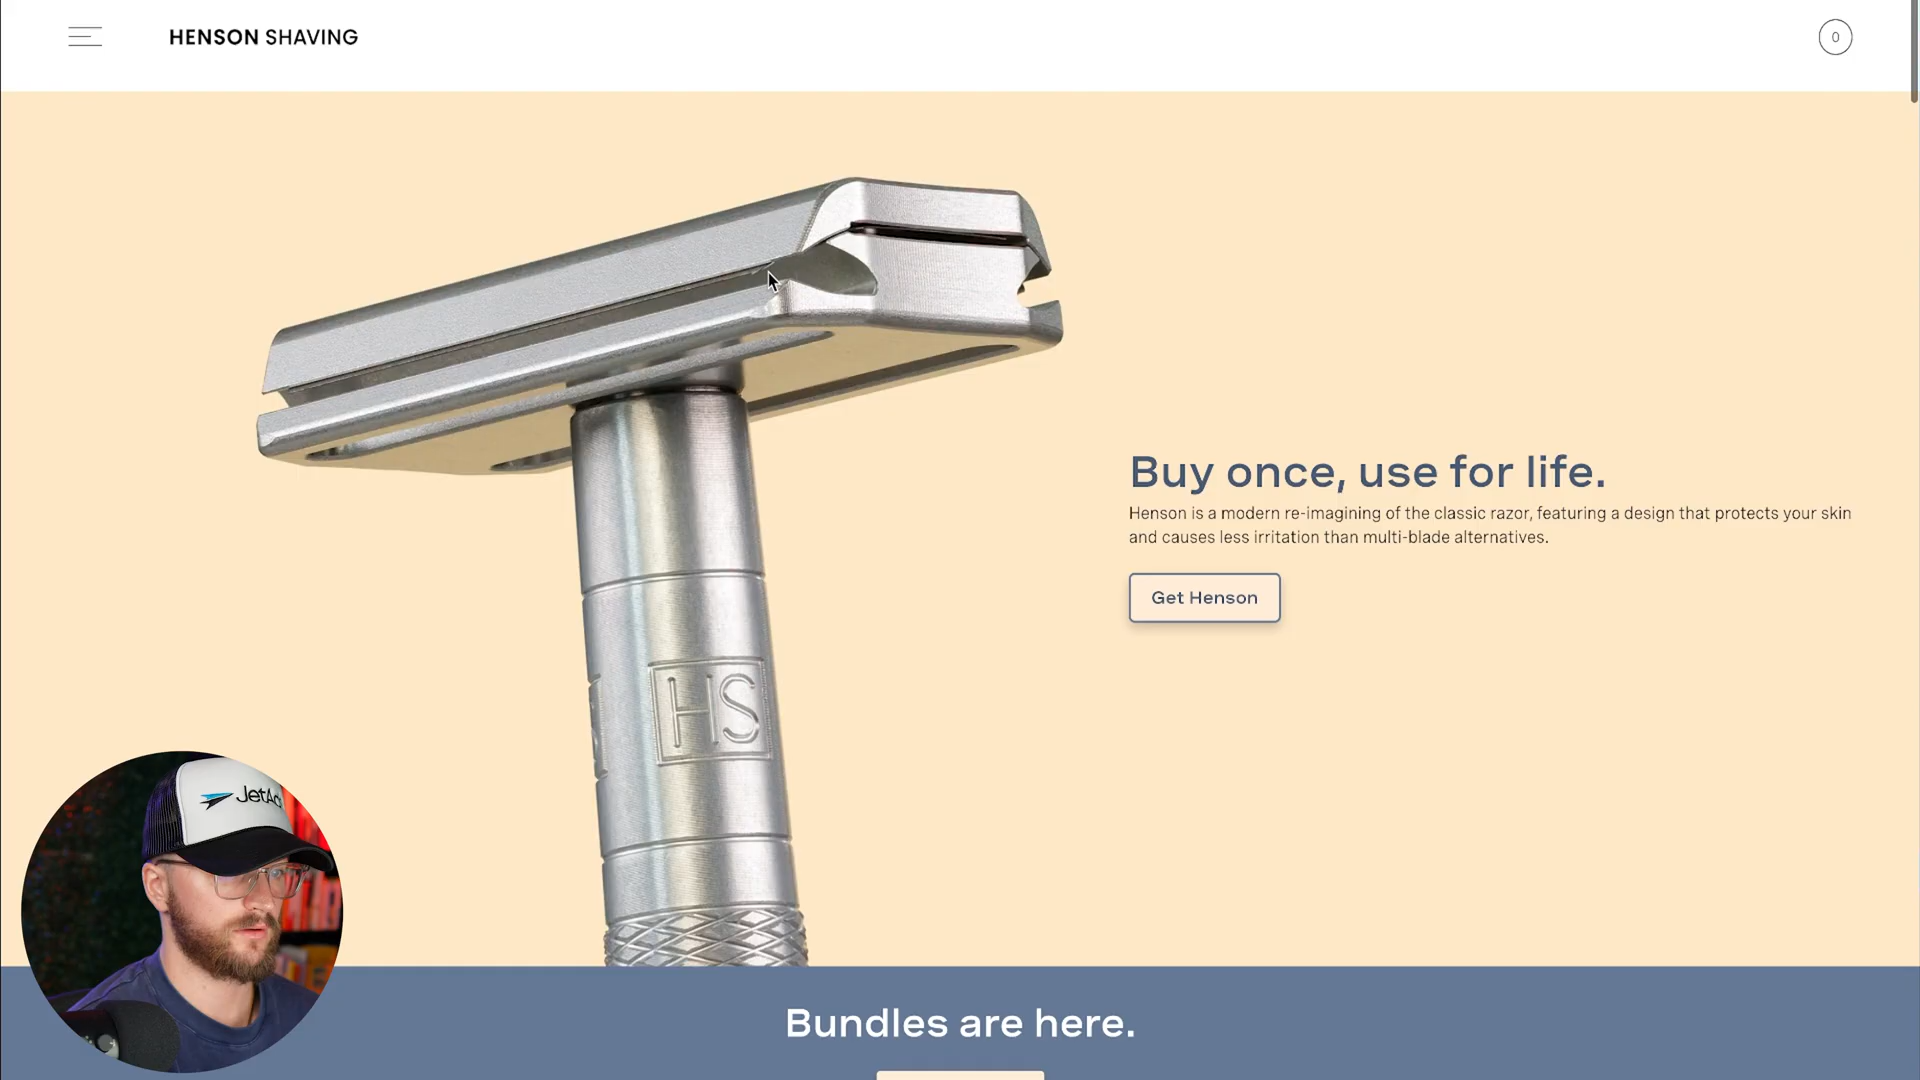 HENSON SHAVING
0
Buy once, use for life.
Henson is a modern re-imagining of the classic razor, featuring a design that protects your skin
and causes less irritation than multi-blade alternatives.
Get Henson
HS
Bundles are here.